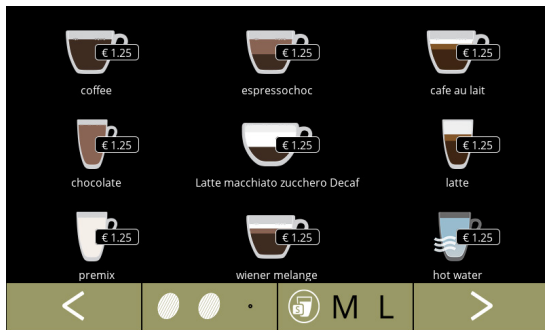 € 1.25 € 1.25 € 1.25
coffee espressochoc cafe au lait
€ 1.25 € 1.25 € 1.25
chocolate Latte macchiato zucchero Decaf latte
€ 1.25 € 1.25 € 1.25
premix wiener melange hot water
< S M L >